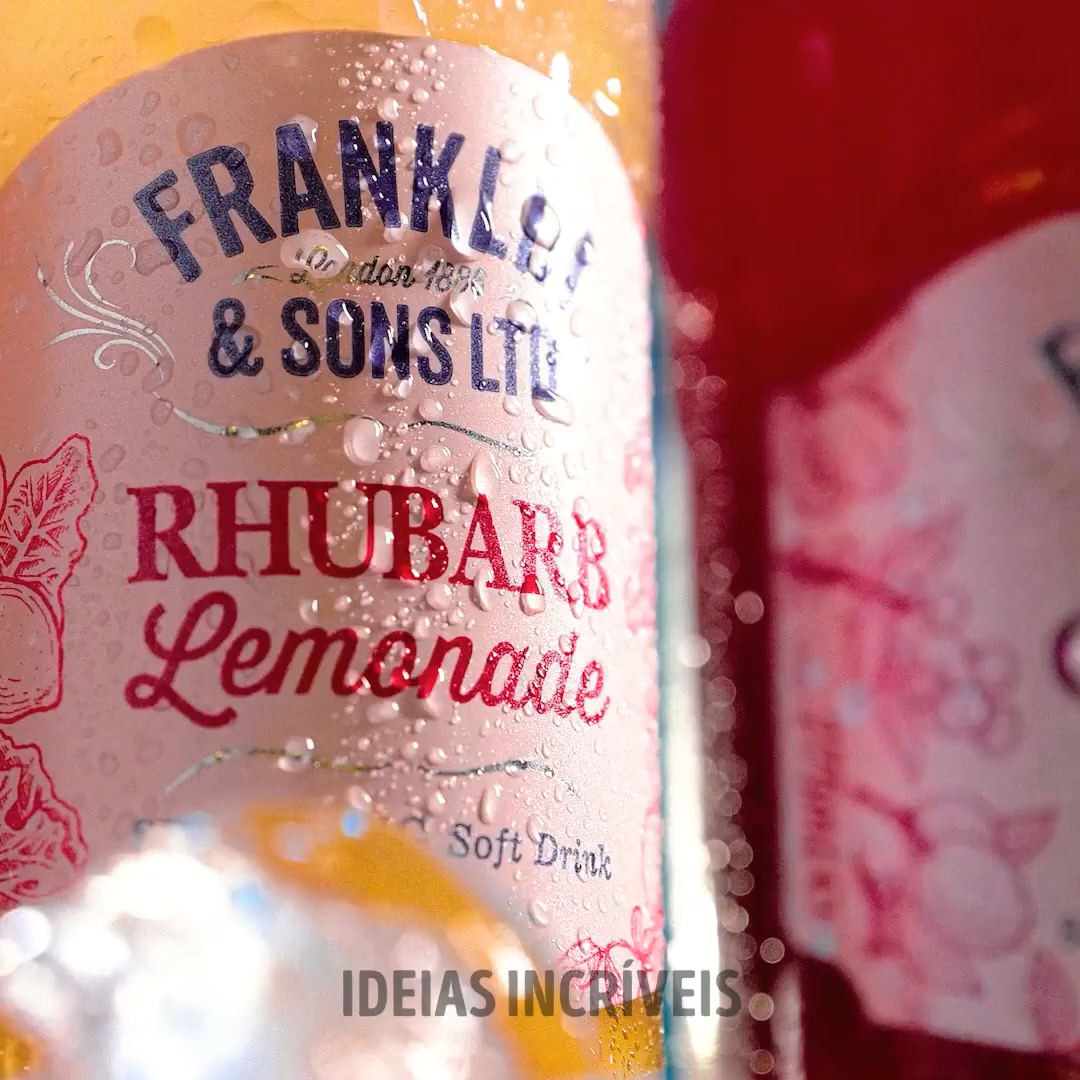 FRANKLIN
London 1886
& SONS LTD
RHUBARB
Lemonade
Soft Drink
IDEIAS INCRÍVEIS